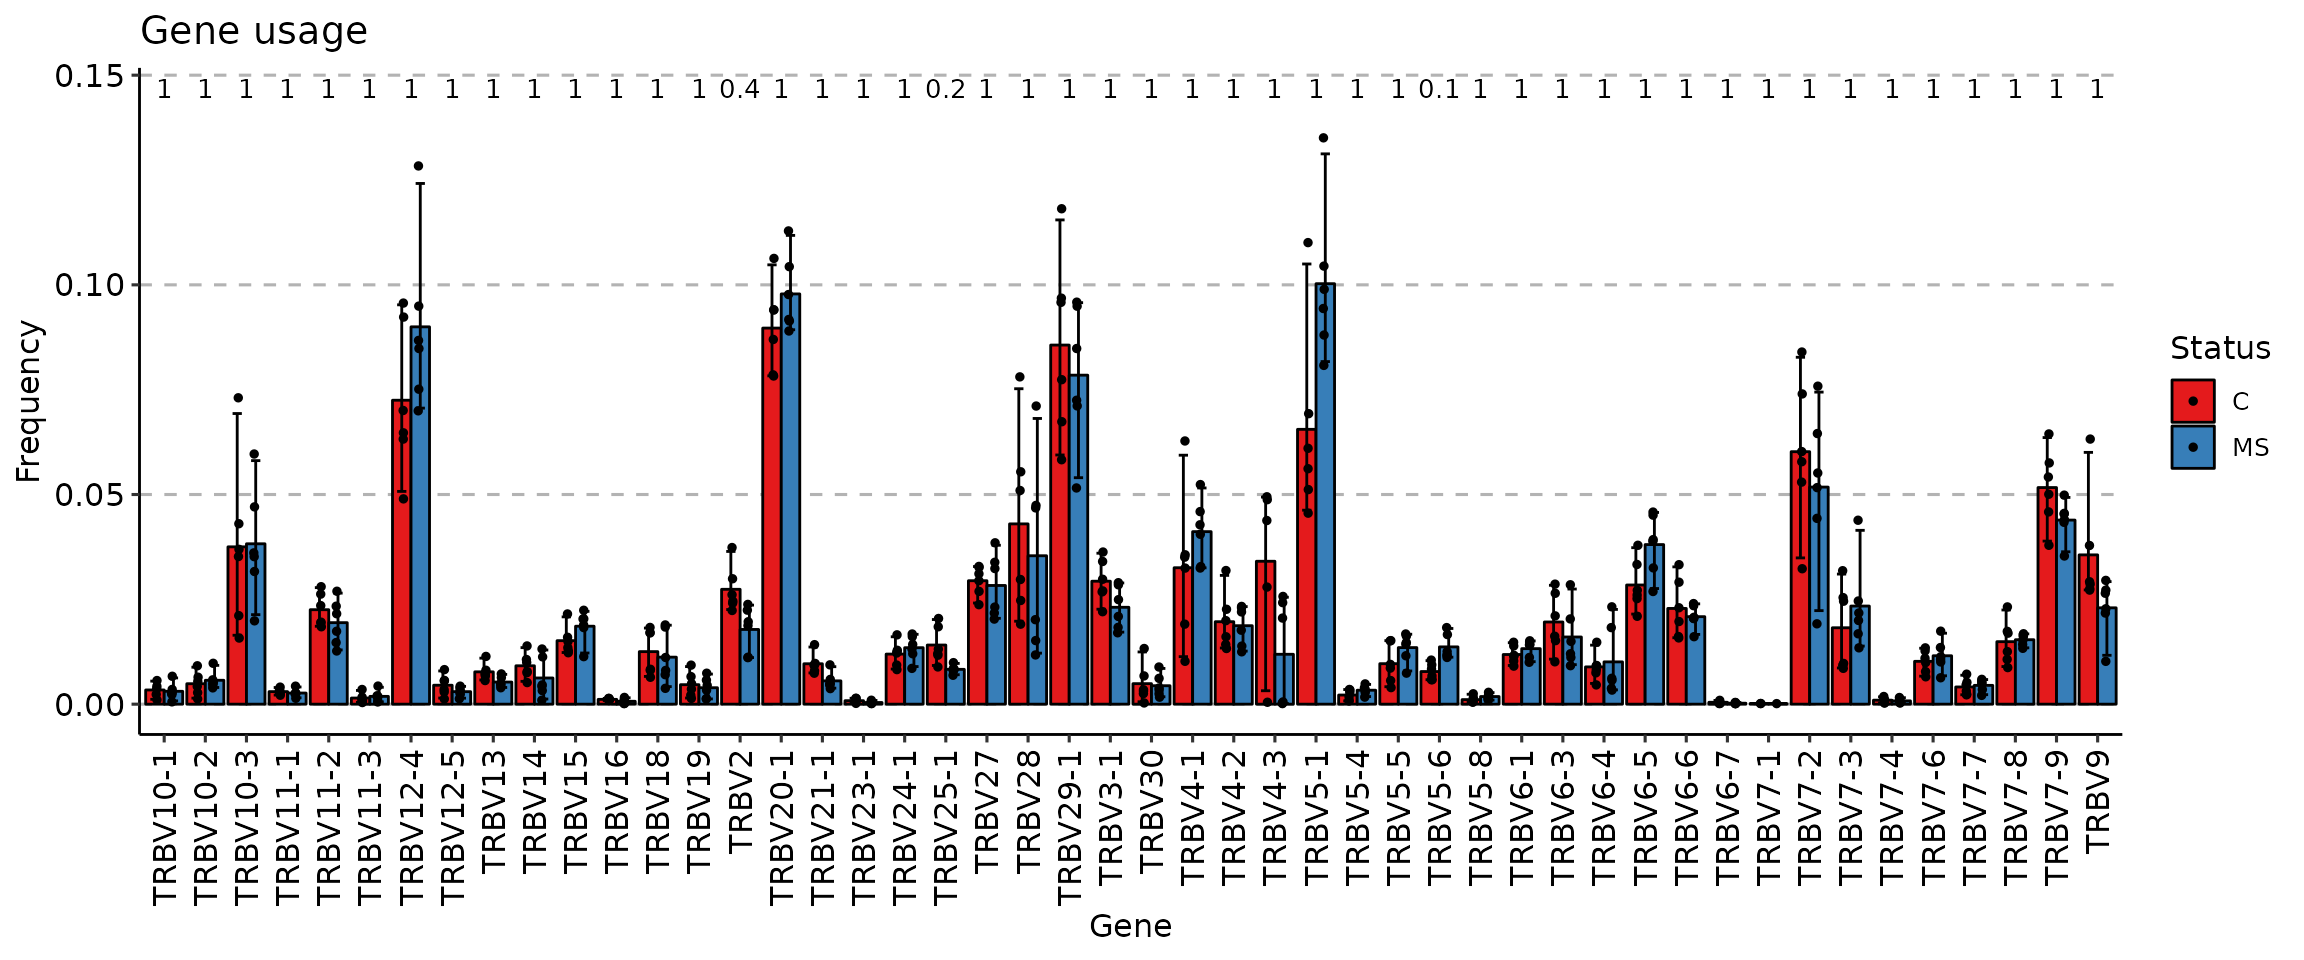 Gene usage
0.15
1 1 1 1 1 1 1 1 1 1 1 1 1 1 0.4 1 1 1 1 0.2 1 1 1 1 1 1 1 1 1 1 1 0.1 1 1 1 1 1 1 1 1 1 1 1 1 1 1 1 1
0.10
0.05
0.00
Frequency
TRBV10-1 TRBV10-2 TRBV10-3 TRBV11-1 TRBV11-2 TRBV11-3 TRBV12-4 TRBV12-5 TRBV13 TRBV14 TRBV15 TRBV16 TRBV18 TRBV19 TRBV2 TRBV20-1 TRBV21-1 TRBV23-1 TRBV24-1 TRBV25-1 TRBV27 TRBV28 TRBV29-1 TRBV3-1 TRBV30 TRBV4-1 TRBV4-2 TRBV4-3 TRBV5-1 TRBV5-4 TRBV5-5 TRBV5-6 TRBV5-8 TRBV6-1 TRBV6-3 TRBV6-4 TRBV6-5 TRBV6-6 TRBV6-7 TRBV7-1 TRBV7-2 TRBV7-3 TRBV7-4 TRBV7-6 TRBV7-7 TRBV7-8 TRBV7-9 TRBV9
Gene
Status
C
MS